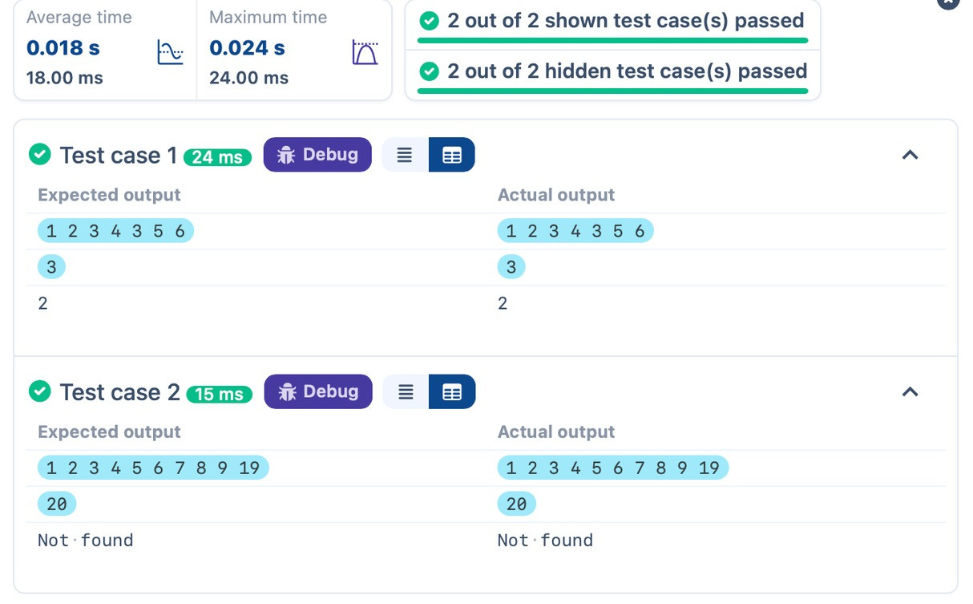 Average time
Maximum time
0.018 s
0.024 s
18.00 ms
24.00 ms
2 out of 2 shown test case(s) passed
2 out of 2 hidden test case(s) passed
Test case 1 24 ms Debug
Expected output Actual output
1 2 3 4 3 5 6 1 2 3 4 3 5 6
3 3
2 2
Test case 2 15 ms Debug
Expected output Actual output
1 2 3 4 5 6 7 8 9 19 1 2 3 4 5 6 7 8 9 19
20 20
Not·found Not·found